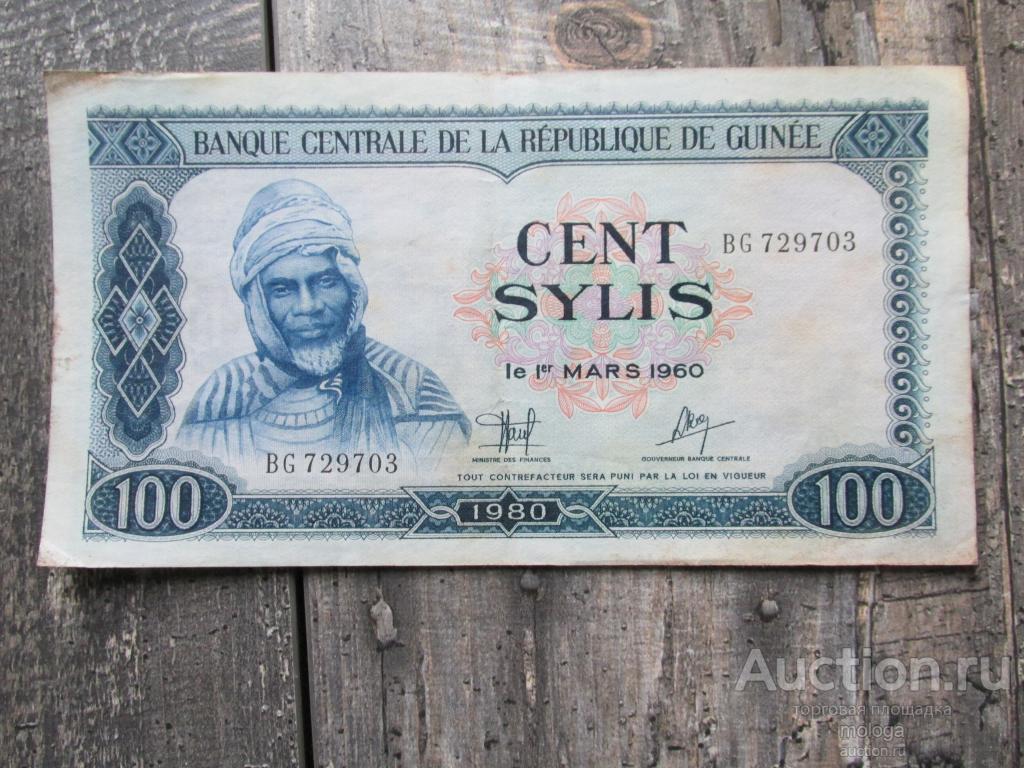 BANQUE CENTRALE DE LA RÉPUBLIQUE DE GUINÉE
CENT
SYLIS
BG 729703
le 1er MARS 1960
MINISTRE DES FINANCES
GOUVERNEUR BANQUE CENTRALE
BG 729703
TOUT CONTREFACTEUR SERA PUNI PAR LA LOI EN VIGUEUR
100
1980
100
Auction.ru
торговая площадка
mologa
auction.ru